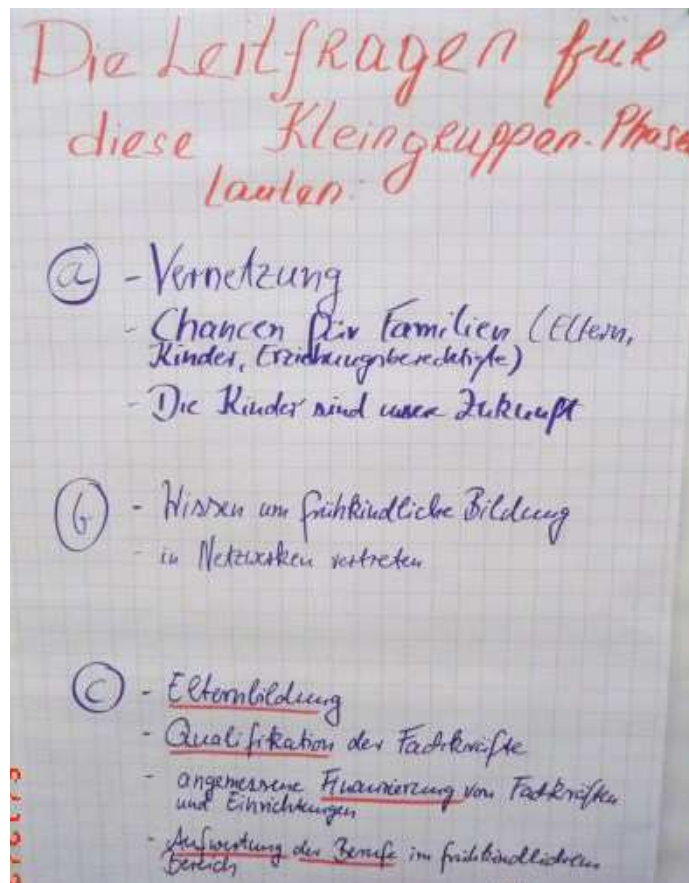 Die Leitfragen für
diese Kleingruppen-Phase
lauten:
a - Vernetzung
- Chancen für Familien (Eltern,
Kinder, Erziehungsberechtigte)
- Die Kinder sind unsere Zukunft
b - Wissen um frühkindliche Bildung
- in Netzwerken vertreten
c - Elternbildung
- Qualifikation der Fachkräfte
- angemessene Finanzierung von Fachkräften
und Einrichtungen
- Aufwertung der Berufe im frühkindlichen
Bereich